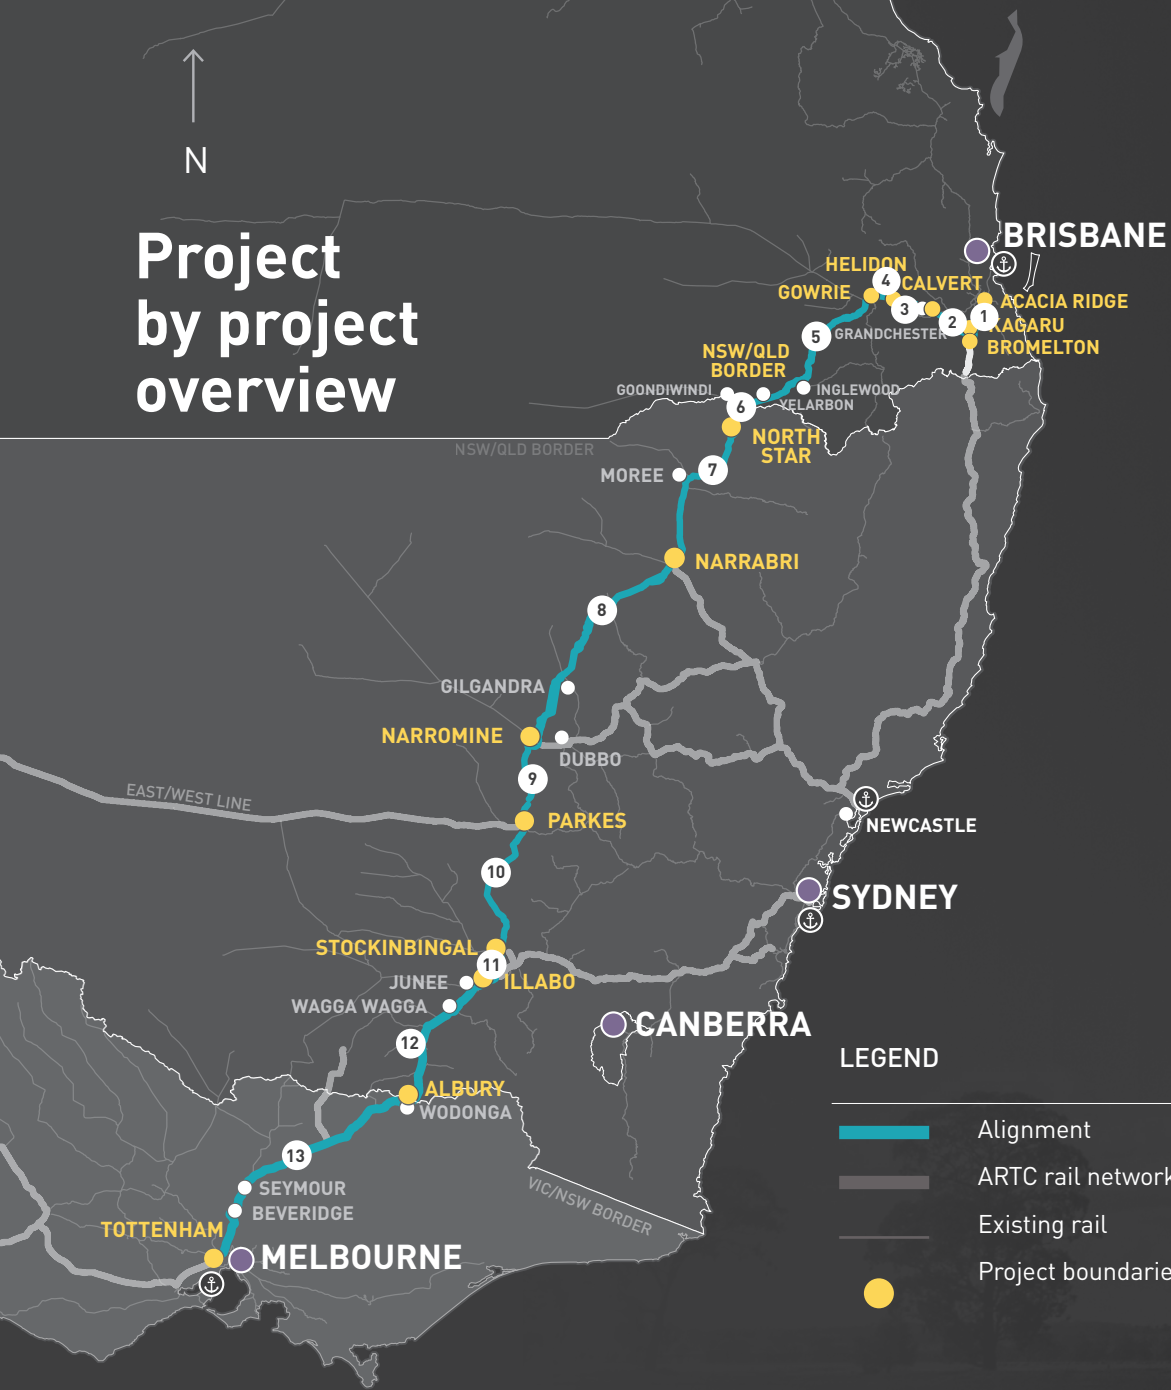 N
Project
by project
overview
BRISBANE
HELIDON
4
CALVERT
GOWRIE
ACACIA RIDGE
3
1
2
KAGARU
GRANDCHESTER
5
BROMELTON
NSW/QLD
BORDER
GOONDIWINDI
INGLEWOOD
YELARBON
6
NORTH
STAR
NSW/QLD BORDER
MOREE
7
NARRABRI
8
GILGANDRA
NARROMINE
DUBBO
9
EAST/WEST LINE
PARKES
NEWCASTLE
10
SYDNEY
STOCKINBINGAL
11
JUNEE
ILLABO
WAGGA WAGGA
CANBERRA
12
LEGEND
ALBURY
WODONGA
Alignment
13
ARTC rail network
SEYMOUR
VIC/NSW BORDER
BEVERIDGE
TOTTENHAM
Existing rail
MELBOURNE
Project boundarie